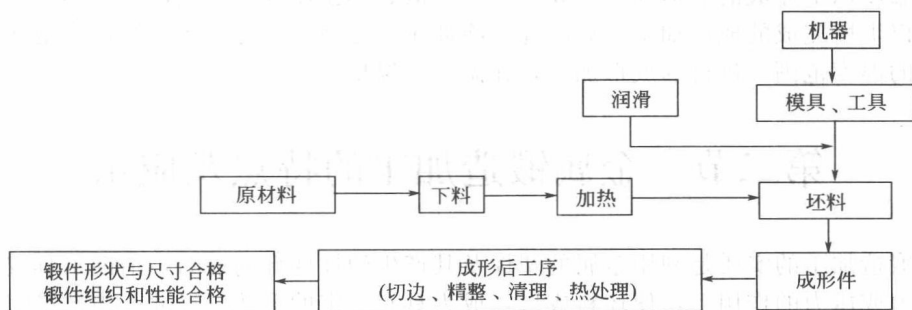 机器
润滑
模具、工具
原材料
下料
加热
坯料
锻件形状与尺寸合格
锻件组织和性能合格
成形后工序
(切边、精整、清理、热处理)
成形件